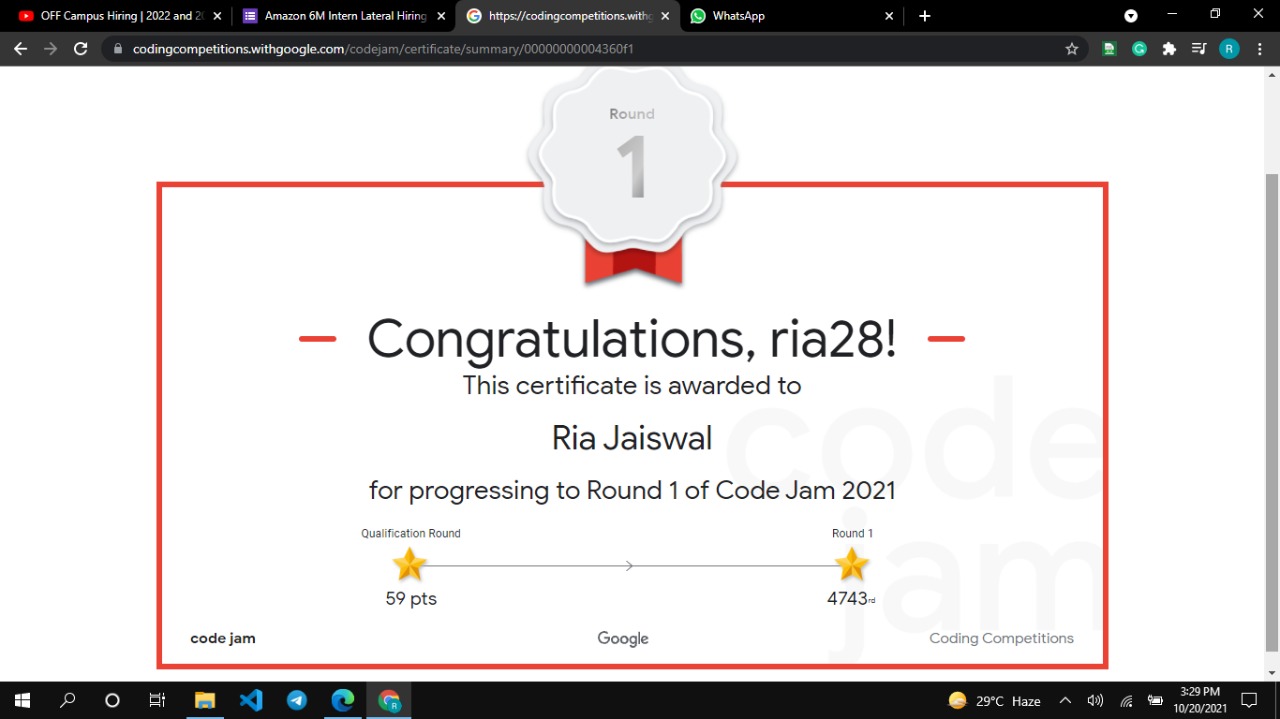 OFF Campus Hiring | 2022 and 20
Amazon 6M Intern Lateral Hiring
https://codingcompetitions.withg
WhatsApp
codingcompetitions.withgoogle.com/codejam/certificate/summary/00000000004360f1
R
Round
1
Congratulations, ria28!
This certificate is awarded to
Ria Jaiswal
for progressing to Round 1 of Code Jam 2021
Qualification Round
Round 1
59 pts
4743rd
code jam
Google
Coding Competitions
code
jam
29°C Haze
3:29 PM
10/20/2021